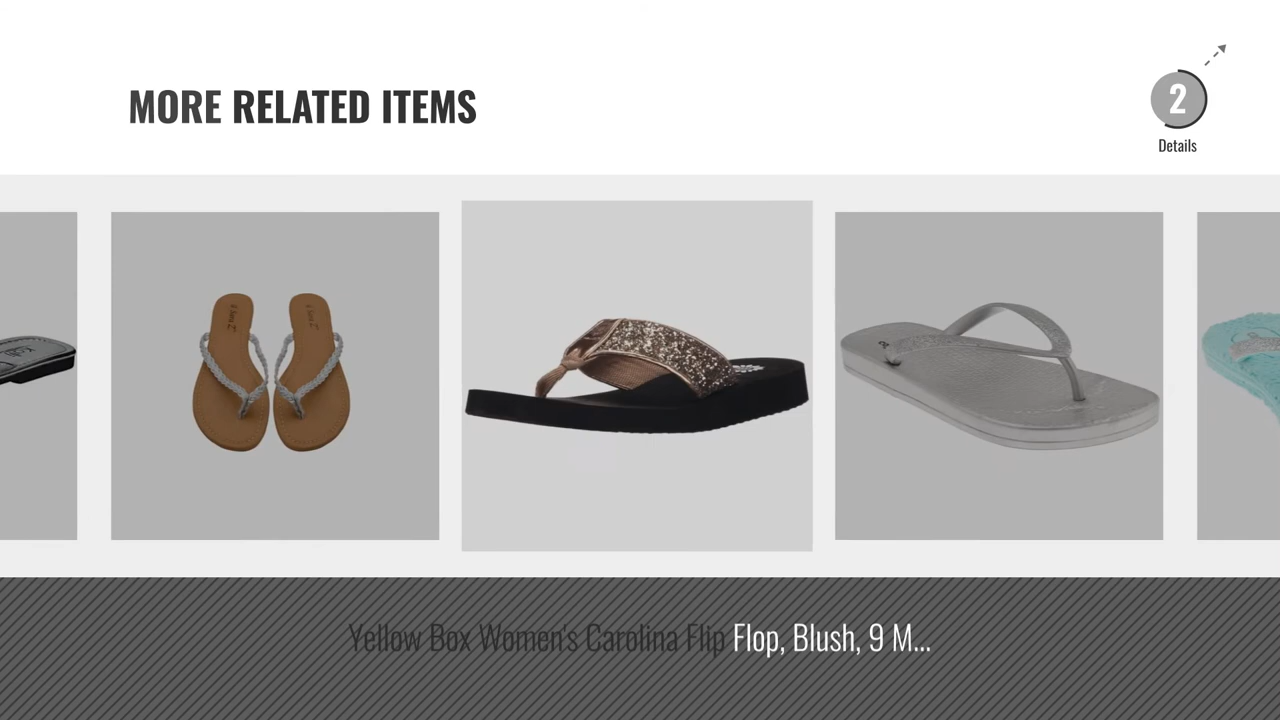 MORE RELATED ITEMS
2
Details
Yellow Box Women's Carolina Flip Flop, Blush, 9 M...